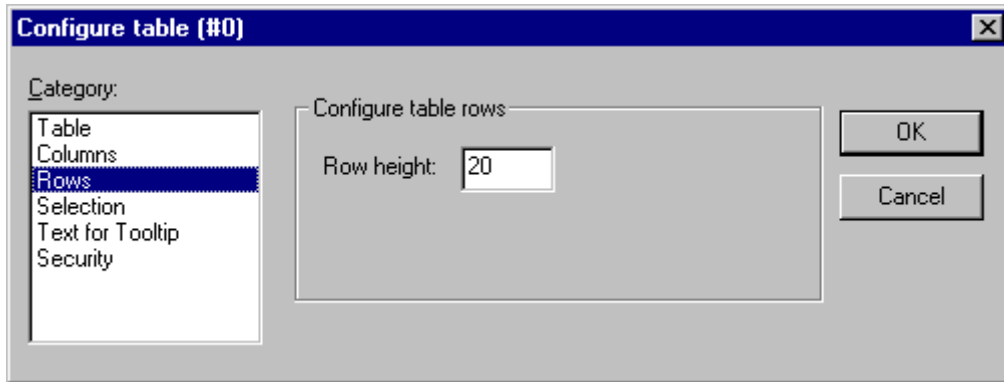 Configure table (#0)
Category:
Table
Columns
Rows
Selection
Text for Tooltip
Security
Configure table rows
Row height: 20
OK
Cancel